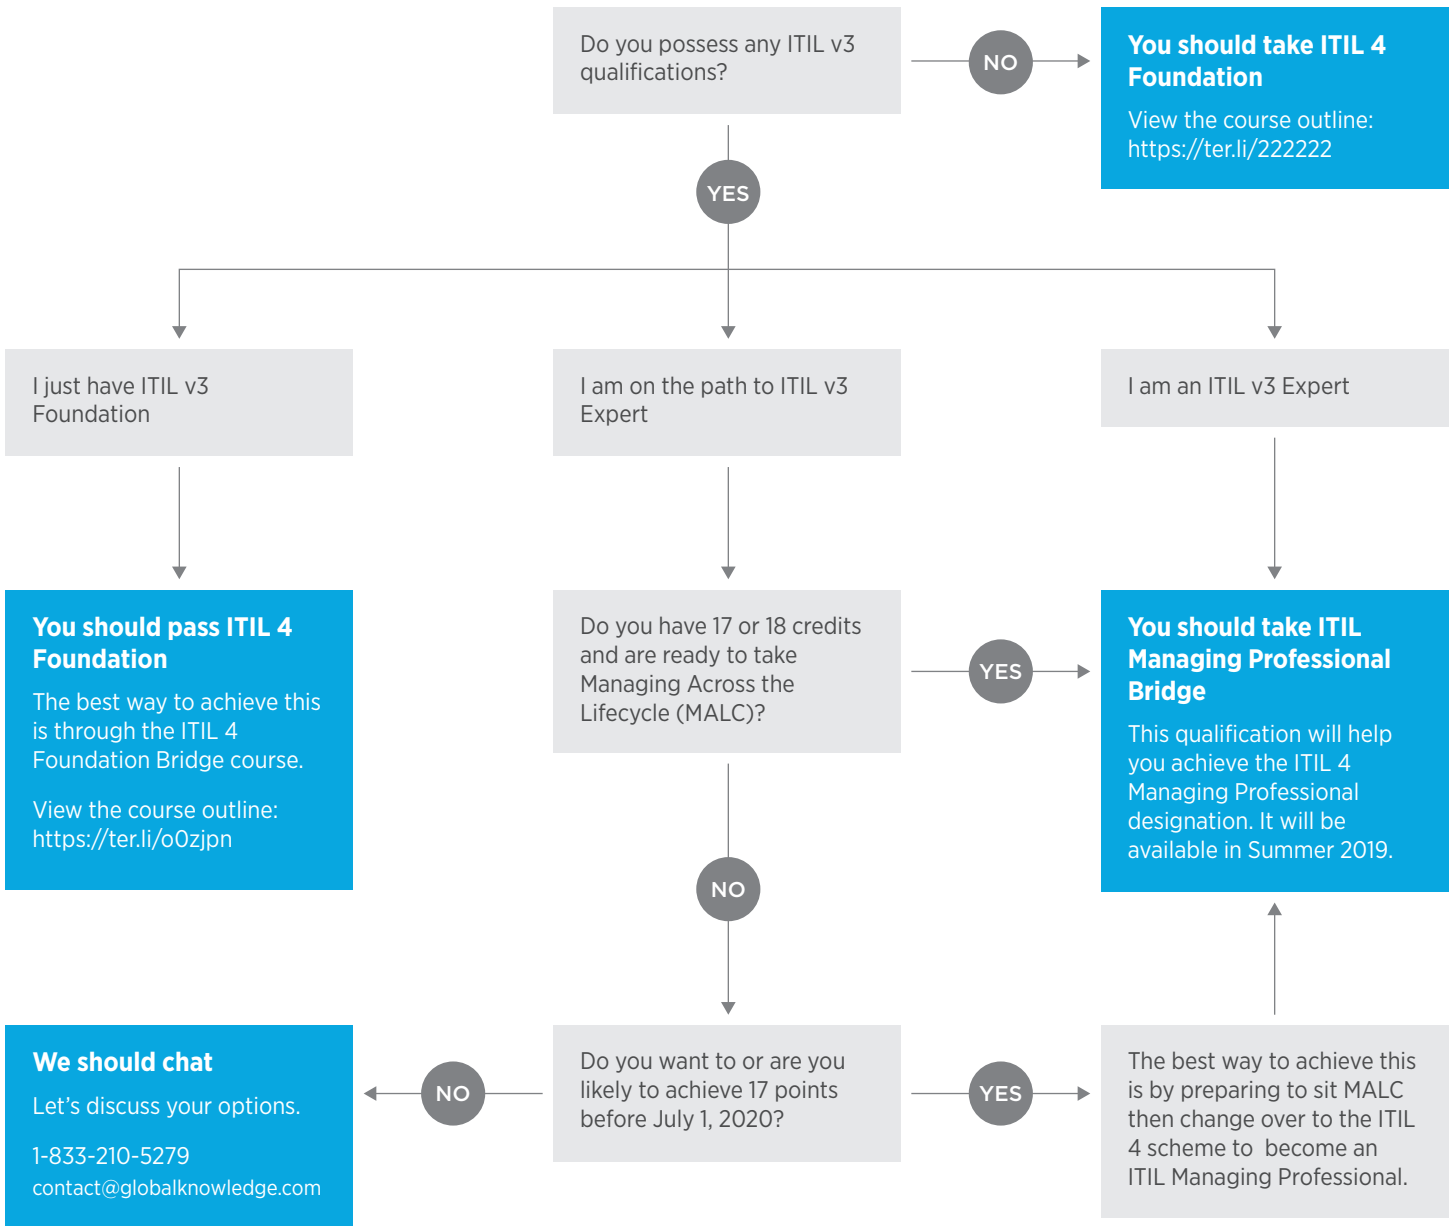 Do you possess any ITIL v3
qualifications?
NO
You should take ITIL 4
Foundation
View the course outline:
https://ter.li/222222
YES
I just have ITIL v3
Foundation
I am on the path to ITIL v3
Expert
I am an ITIL v3 Expert
You should pass ITIL 4
Foundation
The best way to achieve this
is through the ITIL 4
Foundation Bridge course.
View the course outline:
https://ter.li/o0zjpn
Do you have 17 or 18 credits
and are ready to take
Managing Across the
Lifecycle (MALC)?
YES
You should take ITIL
Managing Professional
Bridge
This qualification will help
you achieve the ITIL 4
Managing Professional
designation. It will be
available in Summer 2019.
NO
We should chat
Let's discuss your options.
1-833-210-5279
contact@globalknowledge.com
NO
Do you want to or are you
likely to achieve 17 points
before July 1, 2020?
YES
The best way to achieve this
is by preparing to sit MALC
then change over to the ITIL
4 scheme to  become an
ITIL Managing Professional.